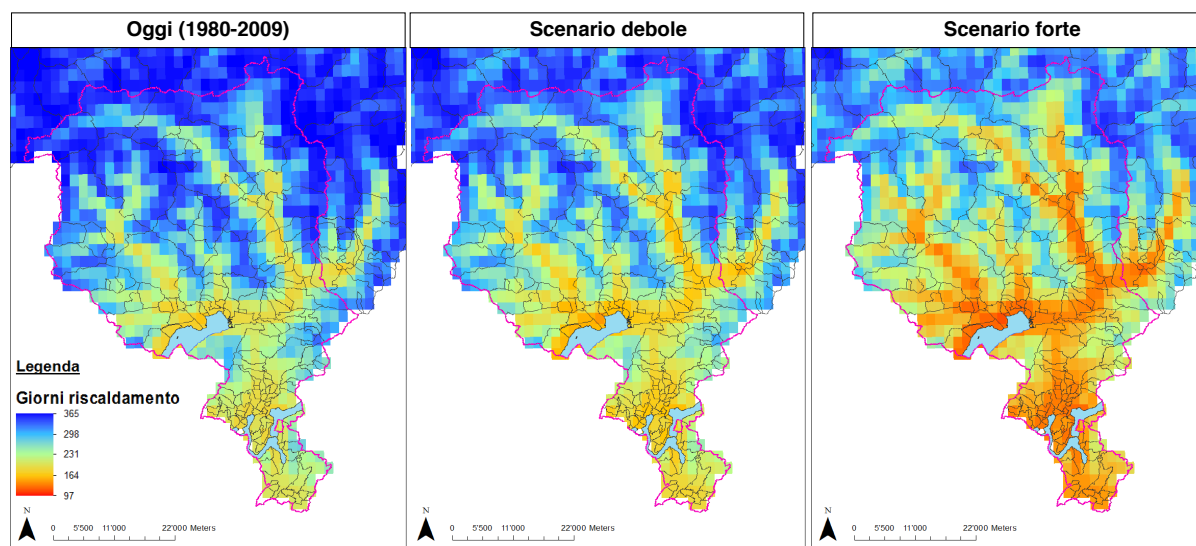 Oggi (1980-2009)
Scenario debole
Scenario forte
Legenda
Giorni riscaldamento
365
298
231
164
97
N
0 5'500 11'000 22'000 Meters
N
0 5'500 11'000 22'000 Meters
N
0 5'500 11'000 22'000 Meters